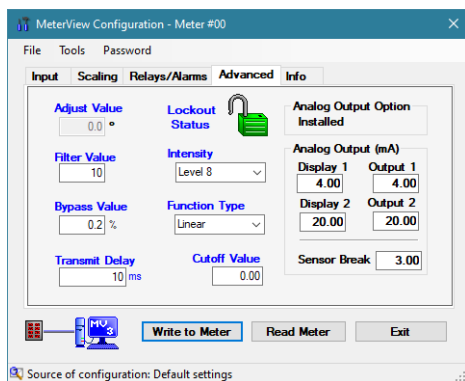 MeterView Configuration - Meter #00
File Tools Password
Input Scaling Relays/Alarms Advanced Info
Adjust Value
0.0 °
Lockout
Status
Analog Output Option
Installed
Filter Value
10
Intensity
Level 8
Analog Output (mA)
Display 1 Output 1
4.00 4.00
Display 2 Output 2
20.00 20.00
Bypass Value
0.2 %
Function Type
Linear
Transmit Delay
10 ms
Cutoff Value
0.00
Sensor Break 3.00
MV
3
Write to Meter Read Meter Exit
Source of configuration: Default settings